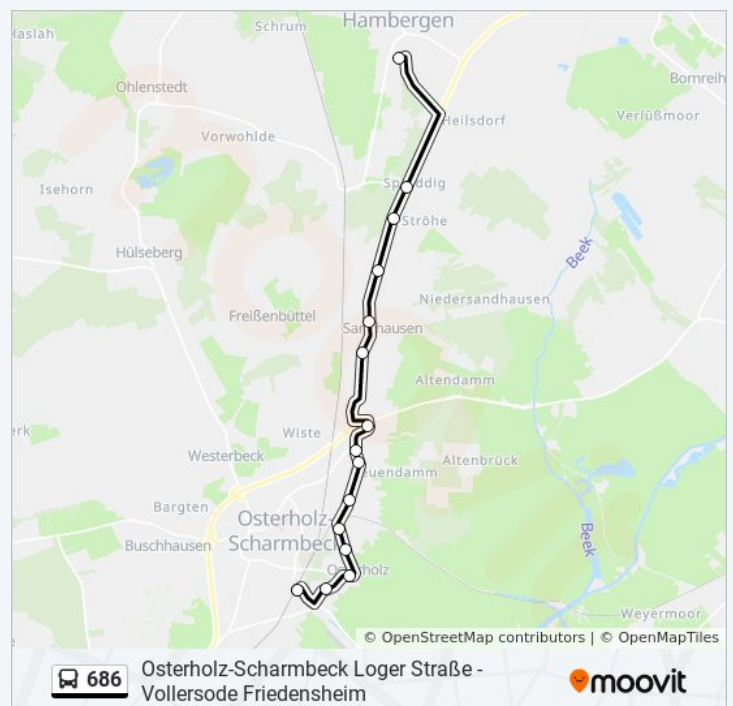 Hambergen
Haslah
Schrum
Bornreih
Ohlenstedt
Verlüßmoor
Heilsdorf
Vorwohlde
Isehorn
Spreddig
Ströhe
Hülseberg
Beek
Niedersandhausen
Freißenbüttel
Sandhausen
Altendamm
Wiste
Westerbeck
Altenbrück
Bargten
Osterholz-
Scharmbeck
Buschhausen
Beek
Osterholz
Weyermoor
© OpenStreetMap contributors | © OpenMapTiles
686
Osterholz-Scharmbeck Loger Straße -
Vollersode Friedensheim
moovit